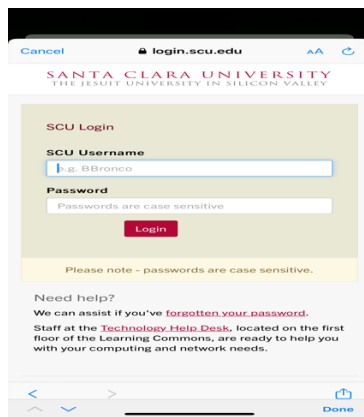 Cancel login.scu.edu AA
SANTA CLARA UNIVERSITY
THE JESUIT UNIVERSITY IN SILICON VALLEY
SCU Login
SCU Username
e.g. BBronco
Password
Passwords are case sensitive
Login
Please note - passwords are case sensitive.
Need help?
We can assist if you've forgotten your password.
Staff at the Technology Help Desk, located on the first
floor of the Learning Commons, are ready to help you
with your computing and network needs.
Done